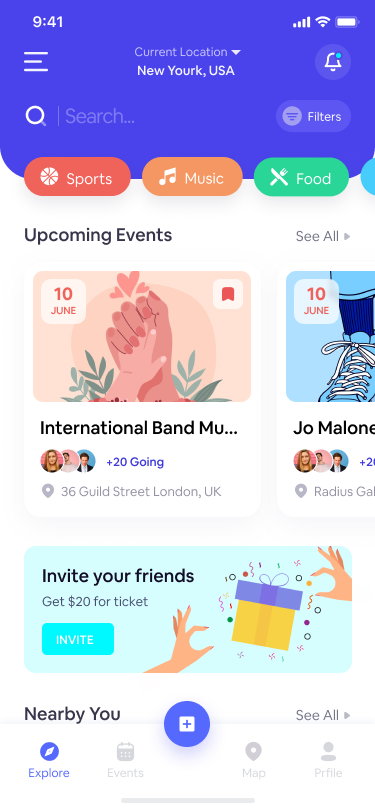 9:41
Current Location
New Yourk, USA
Search...
Filters
Sports
Music
Food
Upcoming Events
See All
10
JUNE
10
JUNE
International Band Mu...
Jo Malone
+20 Going
36 Guild Street London, UK
Radius Gal
Invite your friends
Get $20 for ticket
INVITE
Nearby You
See All
Explore
Events
Map
Prfile